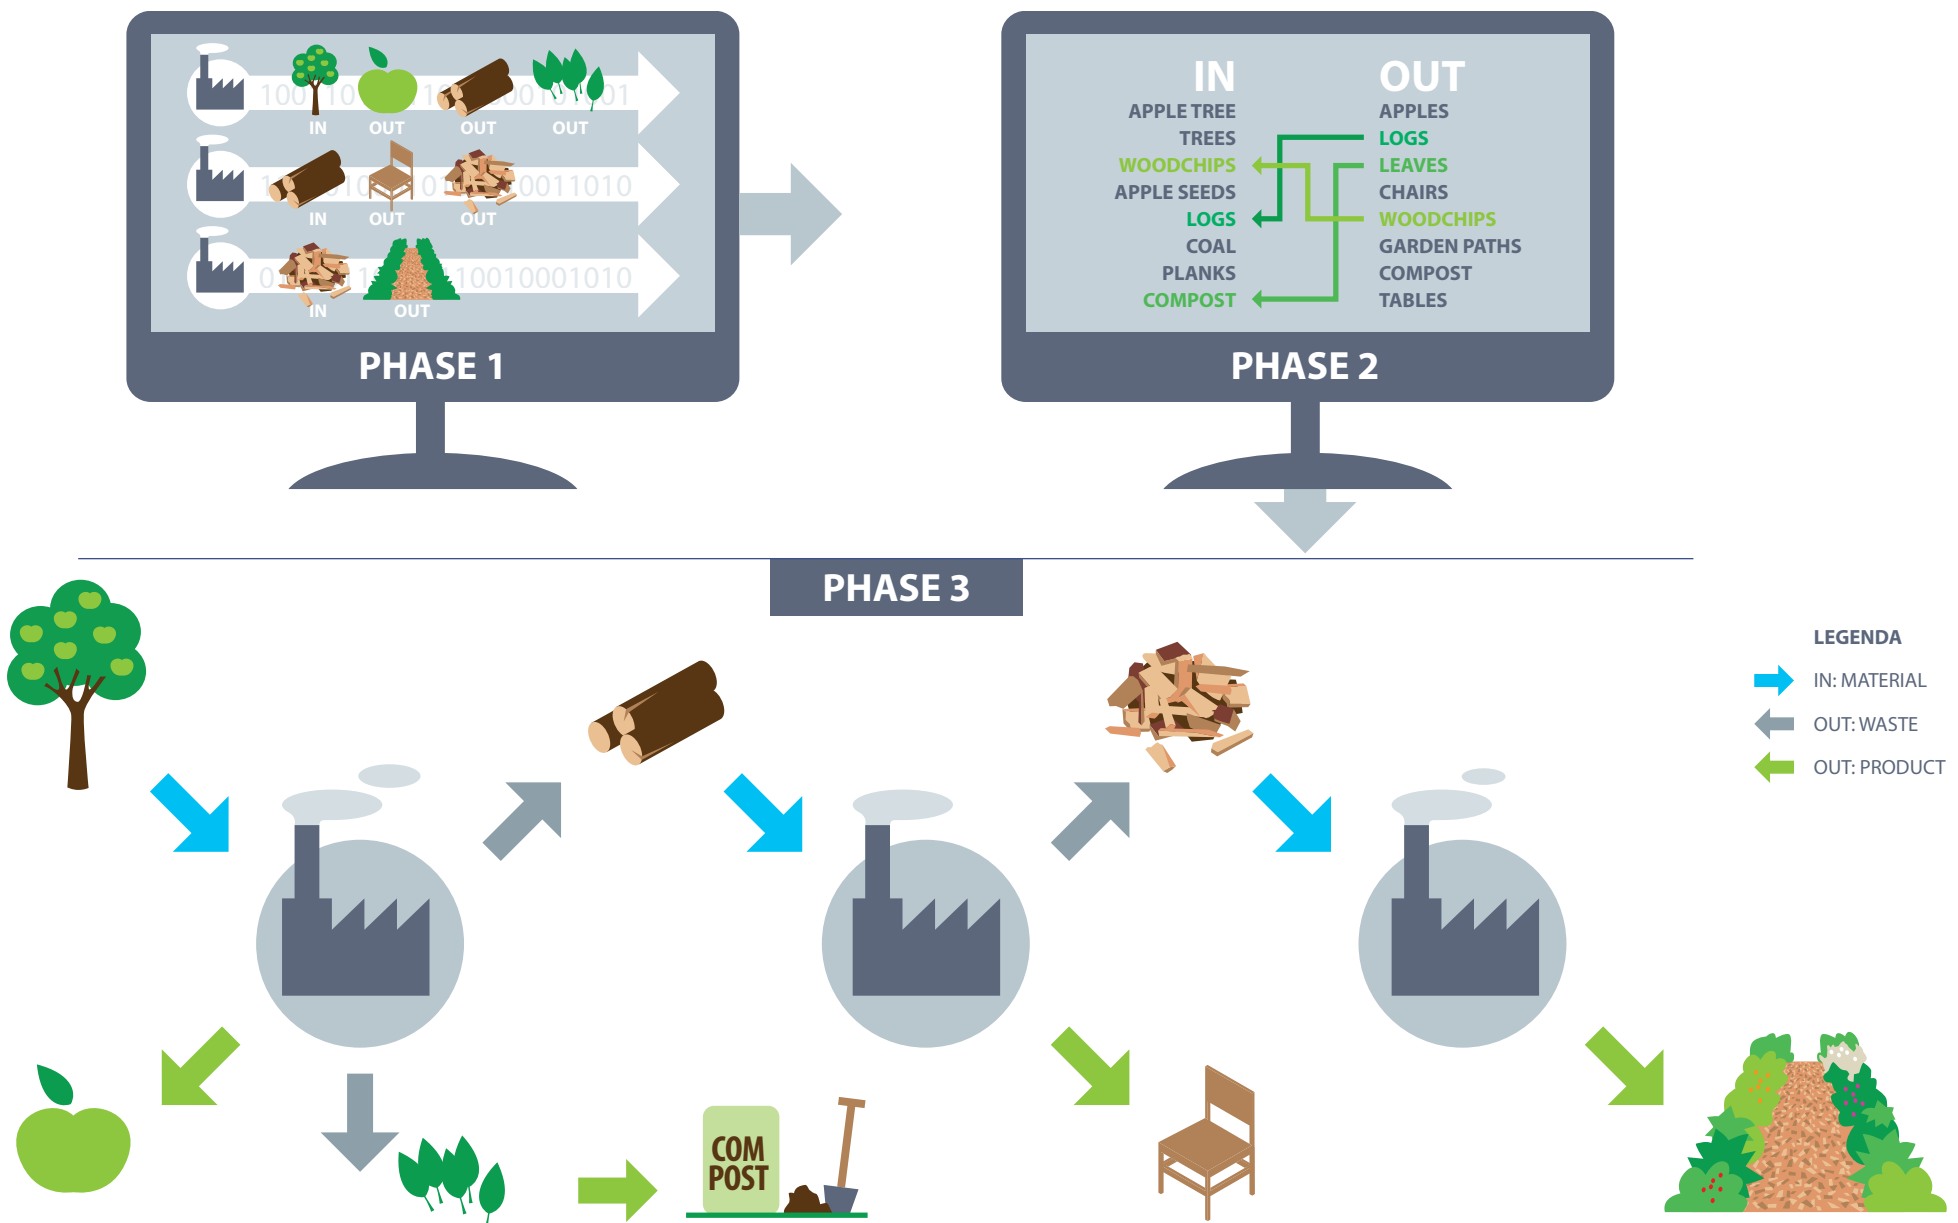 IN OUT OUT OUT
IN OUT OUT
0011010
IN OUT
10010001010
PHASE 1
IN OUT
APPLE TREE APPLES
TREES LOGS
WOODCHIPS LEAVES
APPLE SEEDS CHAIRS
LOGS WOODCHIPS
COAL GARDEN PATHS
PLANKS COMPOST
COMPOST TABLES
PHASE 2
PHASE 3
LEGENDA
IN: MATERIAL
OUT: WASTE
OUT: PRODUCT
COM
POST